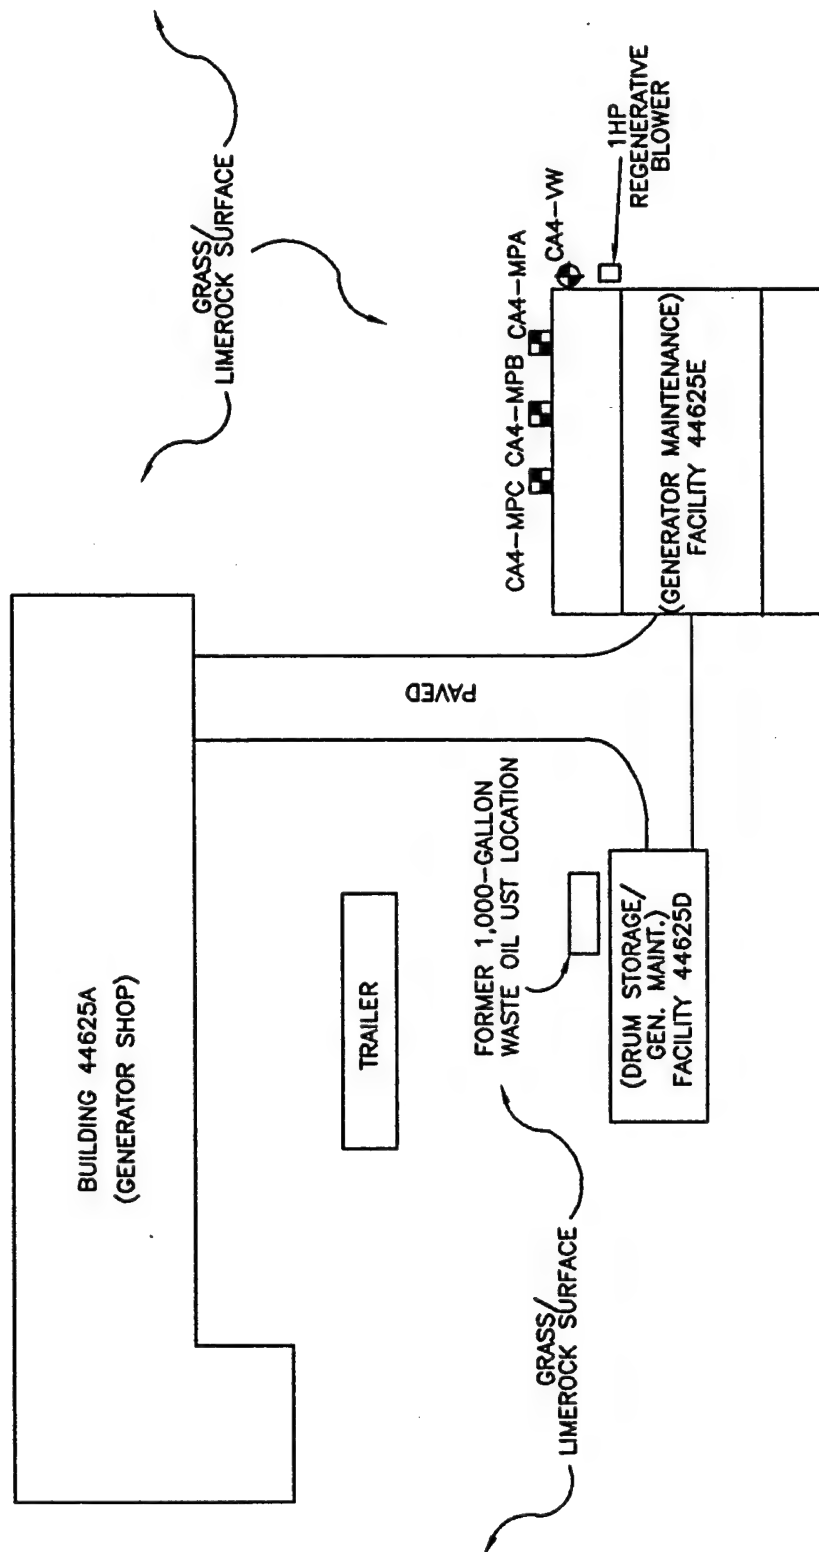 BUILDING 44625A
(GENERATOR SHOP)
GRASS/
LIMEROCK SURFACE
TRAILER
PAVED
FORMER 1,000-GALLON
WASTE OIL UST LOCATION
CA4-MPC
CA4-MPB
CA4-MPA
CA4-VW
1HP
REGENERATIVE
BLOWER
GRASS/
LIMEROCK SURFACE
(DRUM STORAGE/
GEN. MAINT.)
FACILITY 44625D
(GENERATOR MAINTENANCE)
FACILITY 44625E